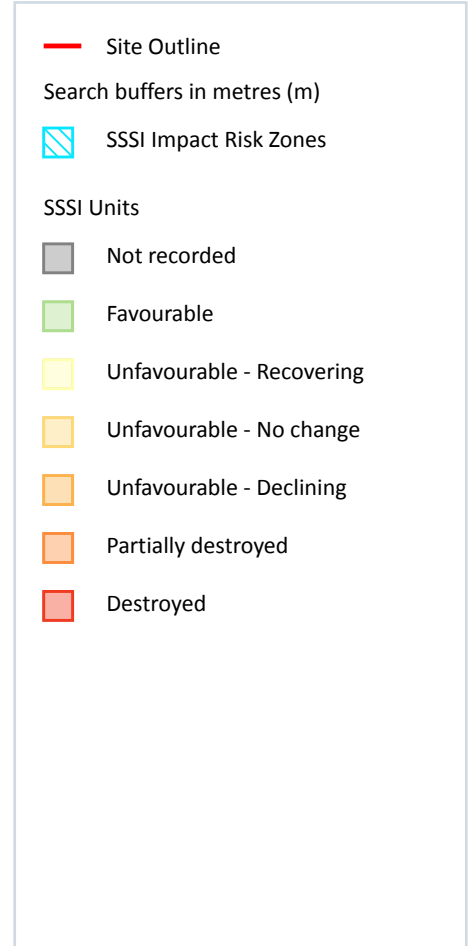 Site Outline
Search buffers in metres (m)
SSSI Impact Risk Zones
SSSI Units
Not recorded
Favourable
Unfavourable - Recovering
Unfavourable - No change
Unfavourable - Declining
Partially destroyed
Destroyed